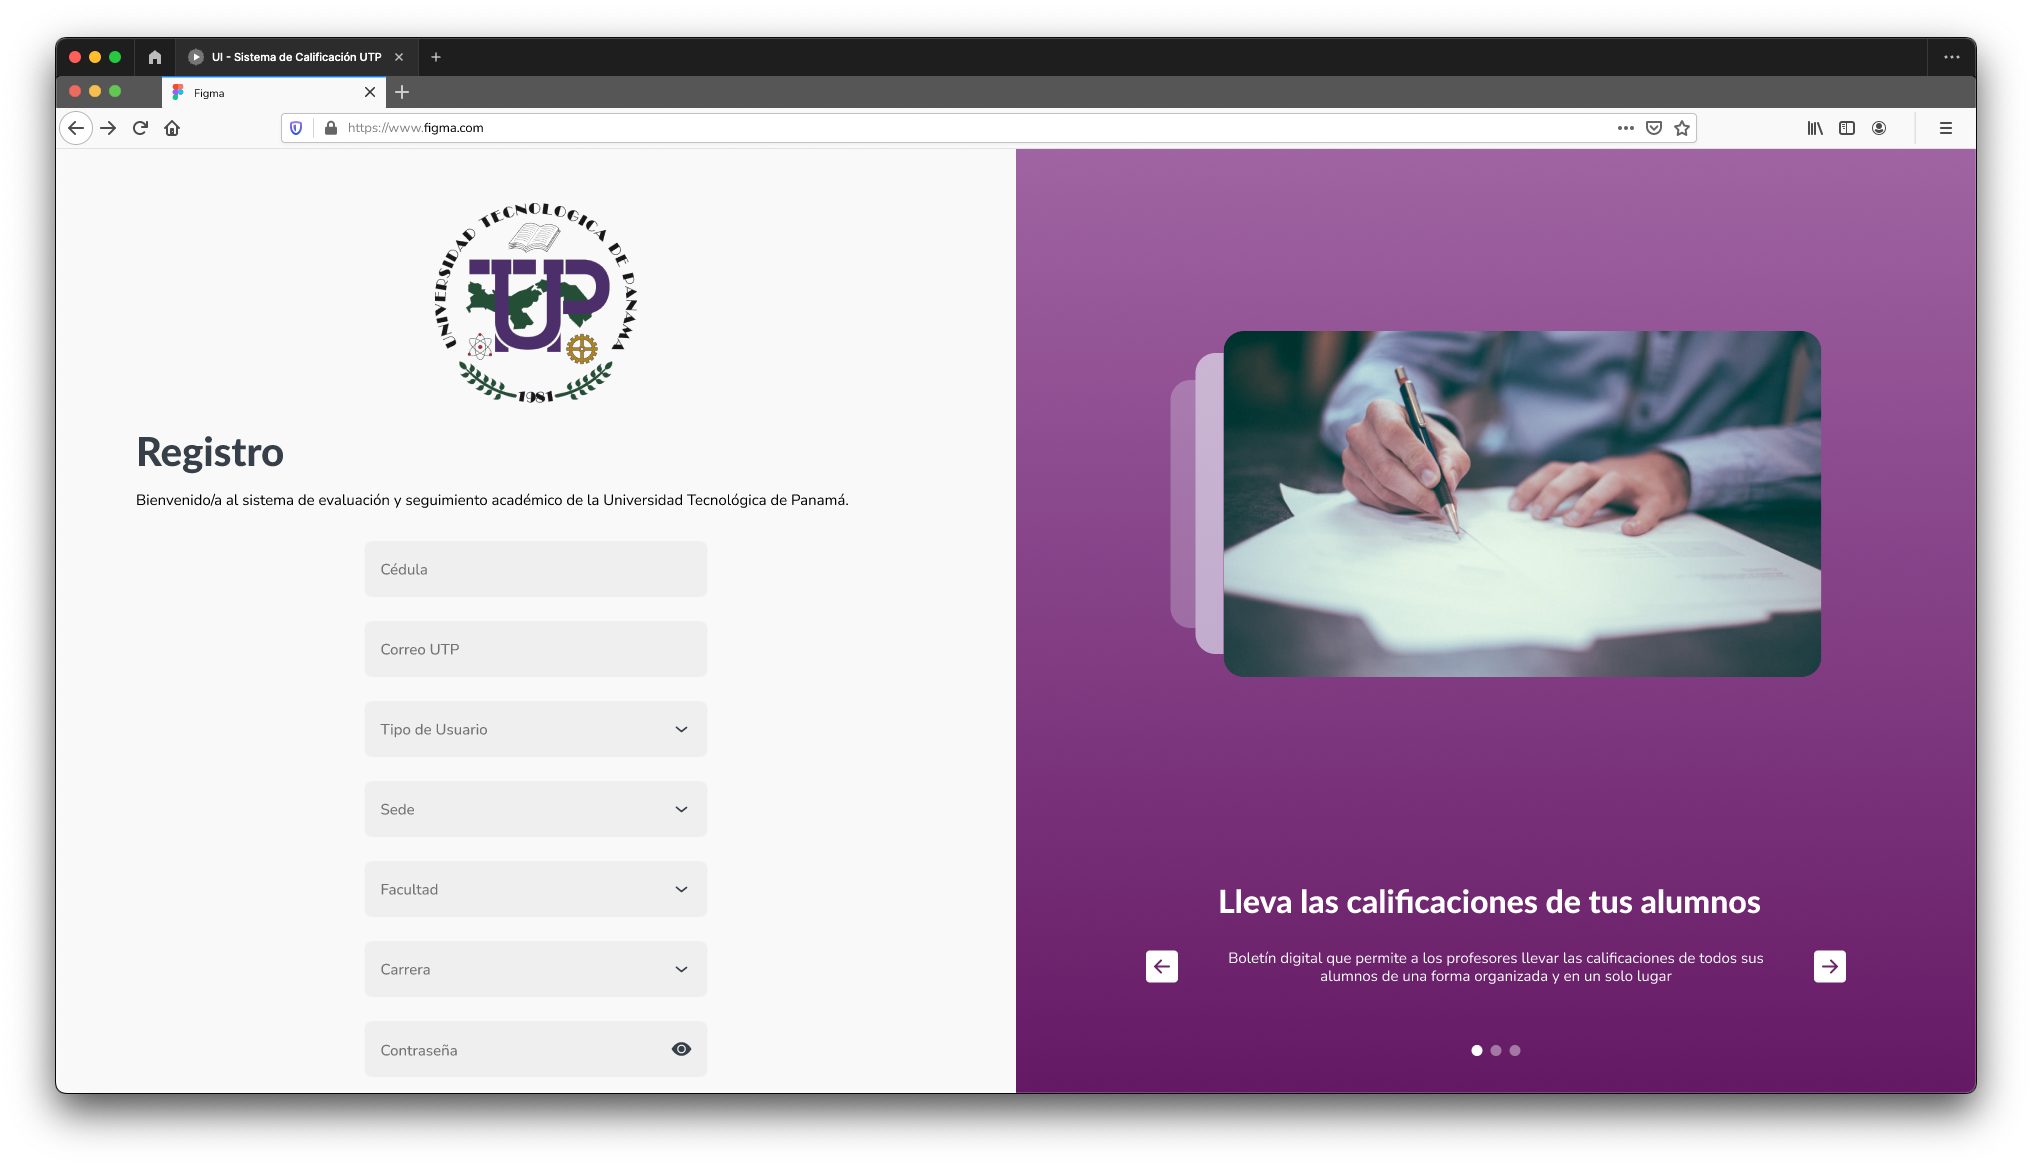 UI - Sistema de Calificación UTP
Figma
https://www.figma.com
UNIVERSIDAD TECNOLOGICA DE PANAMA
UTP
1981
Registro
Bienvenido/a al sistema de evaluación y seguimiento académico de la Universidad Tecnológica de Panamá.
Cédula
Correo UTP
Tipo de Usuario
Sede
Facultad
Carrera
Contraseña
Lleva las calificaciones de tus alumnos
Boletín digital que permite a los profesores llevar las calificaciones de todos sus
alumnos de una forma organizada y en un solo lugar